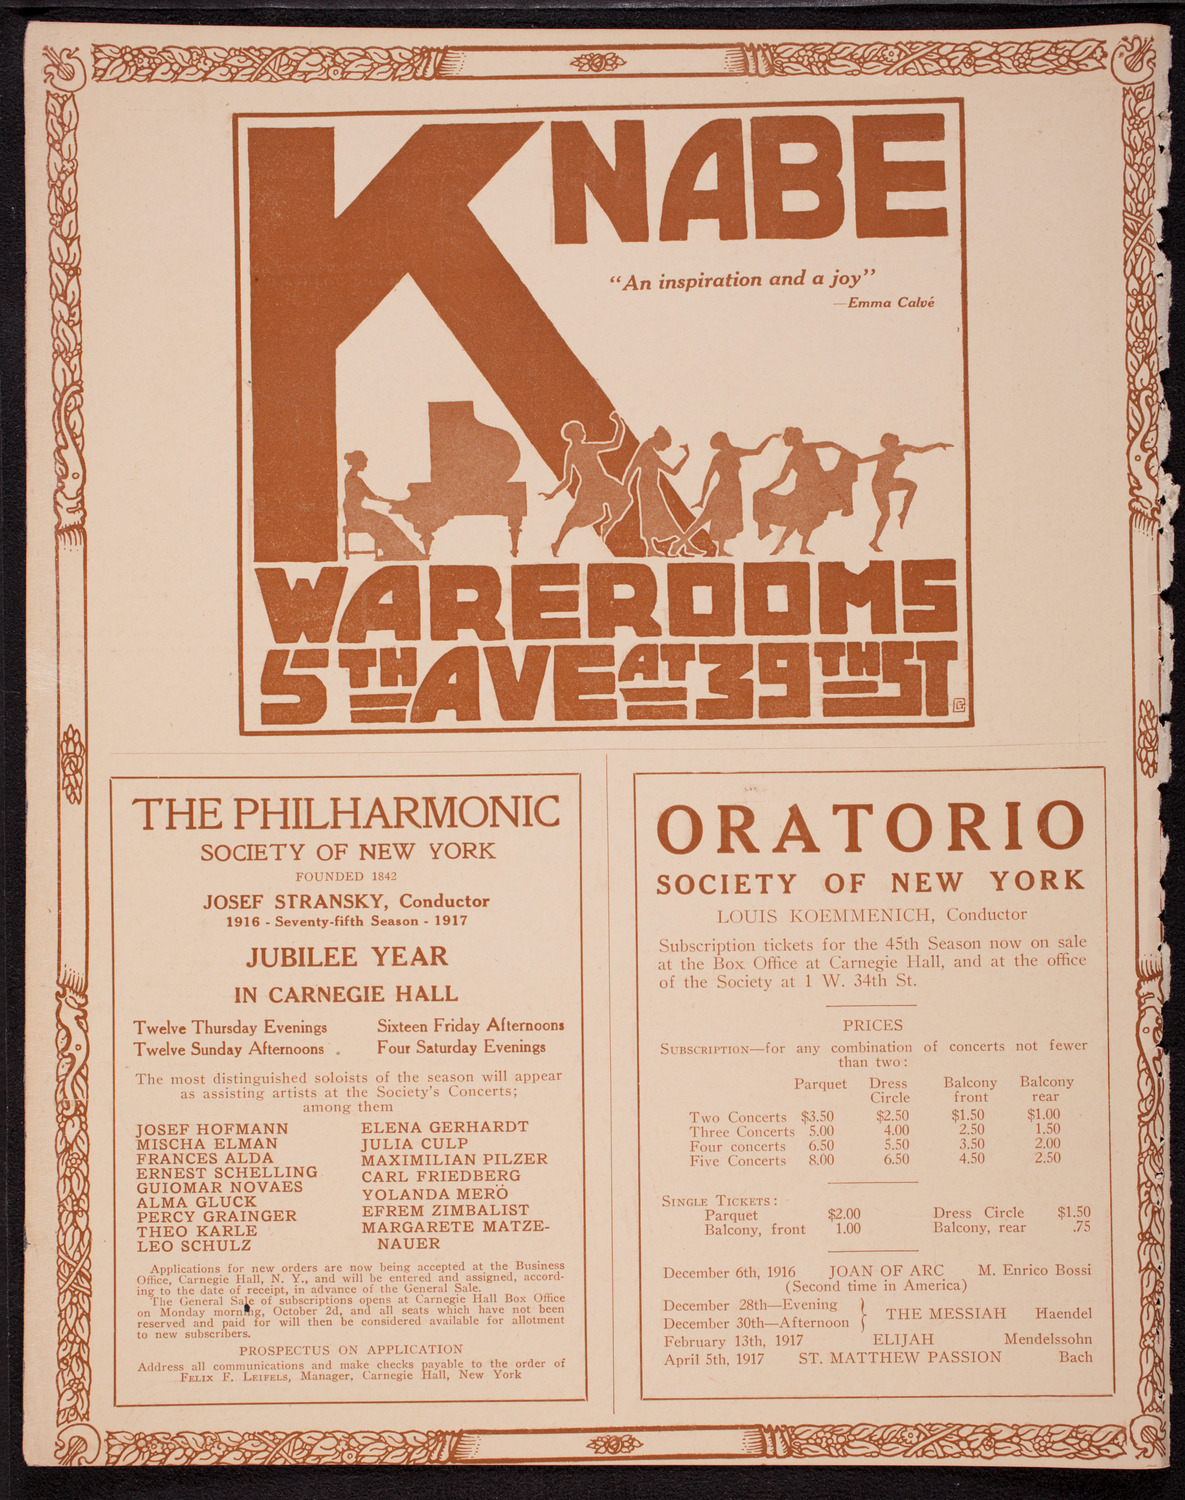 KNABE
"An inspiration and a joy"
—Emma Calvé
WAREROOMS
5TH AVE AT 39TH ST
THE PHILHARMONIC
SOCIETY OF NEW YORK
FOUNDED 1842
JOSEF STRANSKY, Conductor
1916 - Seventy-fifth Season - 1917
JUBILEE YEAR
IN CARNEGIE HALL
Twelve Thursday Evenings Sixteen Friday Afternoons
Twelve Sunday Afternoons Four Saturday Evenings
The most distinguished soloists of the season will appear
as assisting artists at the Society's Concerts;
among them
JOSEF HOFMANN
MISCHA ELMAN
FRANCES ALDA
ERNEST SCHELLING
GUIOMAR NOVAES
ALMA GLUCK
PERCY GRAINGER
THEO KARLE
LEO SCHULZ
ELENA GERHARDT
JULIA CULP
MAXIMILIAN PILZER
CARL FRIEDBERG
YOLANDA MERÖ
EFREM ZIMBALIST
MARGARETE MATZE-
NAUER
Applications for new orders are now being accepted at the Business
Office, Carnegie Hall, N. Y., and will be entered and assigned, accord-
ing to the date of receipt, in advance of the General Sale.
The General Sale of subscriptions opens at Carnegie Hall Box Office
on Monday morning, October 2d, and all seats which have not been
reserved and paid for will then be considered available for allotment
to new subscribers.
PROSPECTUS ON APPLICATION
Address all communications and make checks payable to the order of
FELIX F. LEIFELS, Manager, Carnegie Hall, New York
ORATORIO
SOCIETY OF NEW YORK
LOUIS KOEMMENICH, Conductor
Subscription tickets for the 45th Season now on sale
at the Box Office at Carnegie Hall, and at the office
of the Society at 1 W. 34th St.
PRICES
SUBSCRIPTION—for any combination of concerts not fewer
than two:
Parquet Dress Balcony Balcony
Circle front rear
Two Concerts $3.50 $2.50 $1.50 $1.00
Three Concerts 5.00 4.00 2.50 1.50
Four concerts 6.50 5.50 3.50 2.00
Five Concerts 8.00 6.50 4.50 2.50
SINGLE TICKETS:
Parquet $2.00 Dress Circle $1.50
Balcony, front 1.00 Balcony, rear .75
December 6th, 1916 JOAN OF ARC M. Enrico Bossi
(Second time in America)
December 28th—Evening
December 30th—Afternoon } THE MESSIAH Haendel
February 13th, 1917 ELIJAH Mendelssohn
April 5th, 1917 ST. MATTHEW PASSION Bach